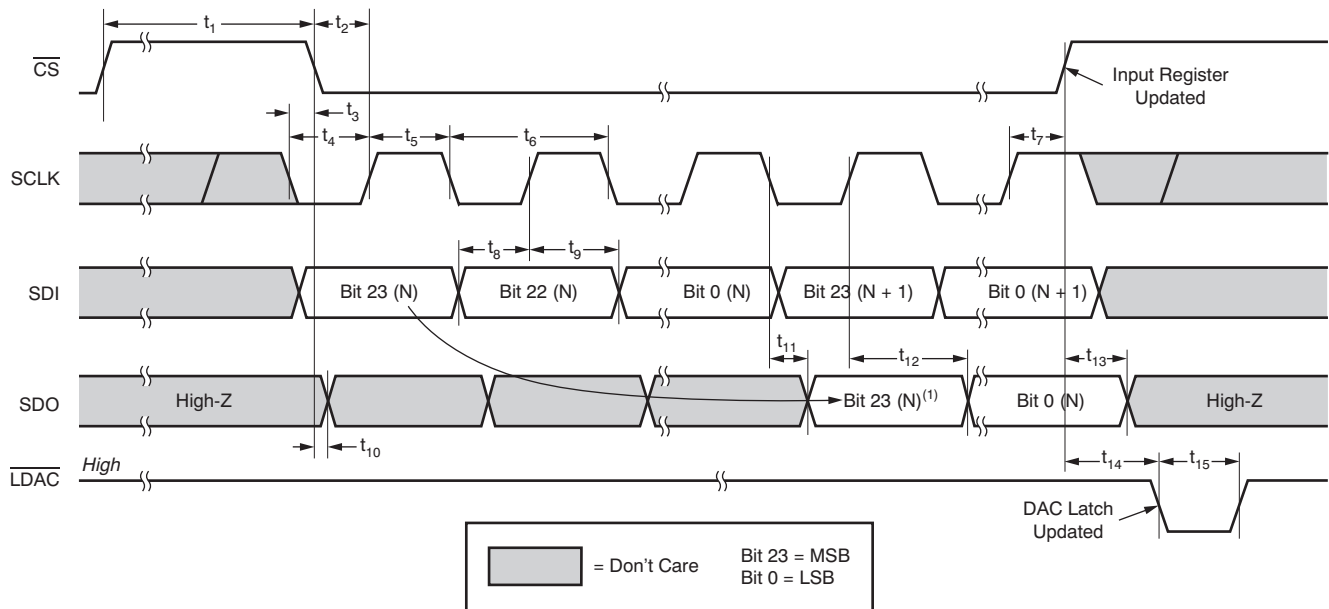 t1
t2
CS
Input Register
Updated
t3
t4
t5
t6
t7
SCLK
t8
t9
SDI
Bit 23 (N)
Bit 22 (N)
Bit 0 (N)
Bit 23 (N + 1)
Bit 0 (N + 1)
t11
t12
t13
SDO
High-Z
Bit 23 (N)(1)
Bit 0 (N)
High-Z
t10
LDAC
High
t14
t15
DAC Latch
Updated
= Don't Care
Bit 23 = MSB
Bit 0 = LSB